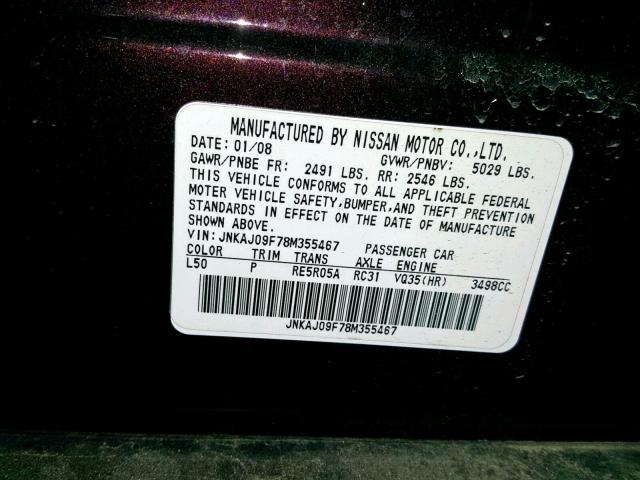 MANUFACTURED BY NISSAN MOTOR CO.,LTD.
DATE: 01/08 GVWR/PNBV: 5029 LBS.
GAWR/PNBE FR: 2491 LBS. RR: 2546 LBS.
THIS VEHICLE CONFORMS TO ALL APPLICABLE FEDERAL
MOTOR VEHICLE SAFETY,BUMPER,AND THEFT PREVENTION
STANDARDS IN EFFECT ON THE DATE OF MANUFACTURE
SHOWN ABOVE.
VIN: JNKAJ09F78M355467 PASSENGER CAR
COLOR TRIM TRANS AXLE ENGINE
L50 P RE5R05A RC31 VQ35(HR) 3498CC
JNKAJ09F78M355467